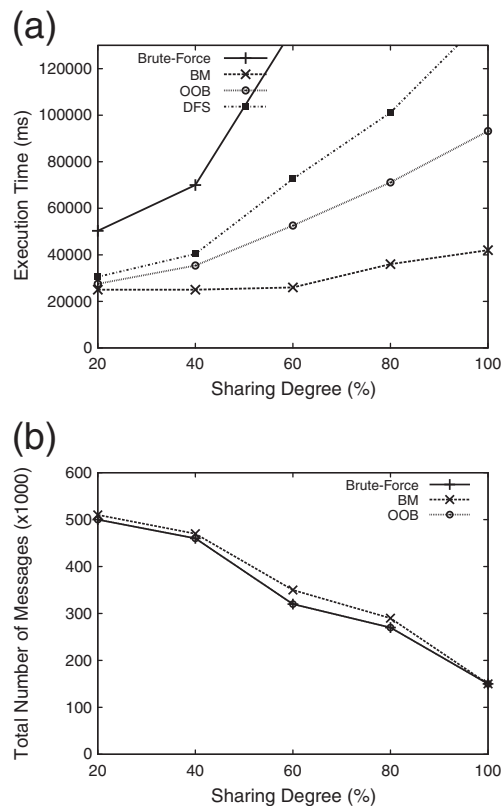 (a)
Brute-Force
BM
OOB
DFS
120000
100000
80000
60000
40000
20000
0
20 40 60 80 100
Execution Time (ms)
Sharing Degree (%)
(b)
Brute-Force
BM
OOB
600
500
400
300
200
100
0
20 40 60 80 100
Total Number of Messages (x1000)
Sharing Degree (%)